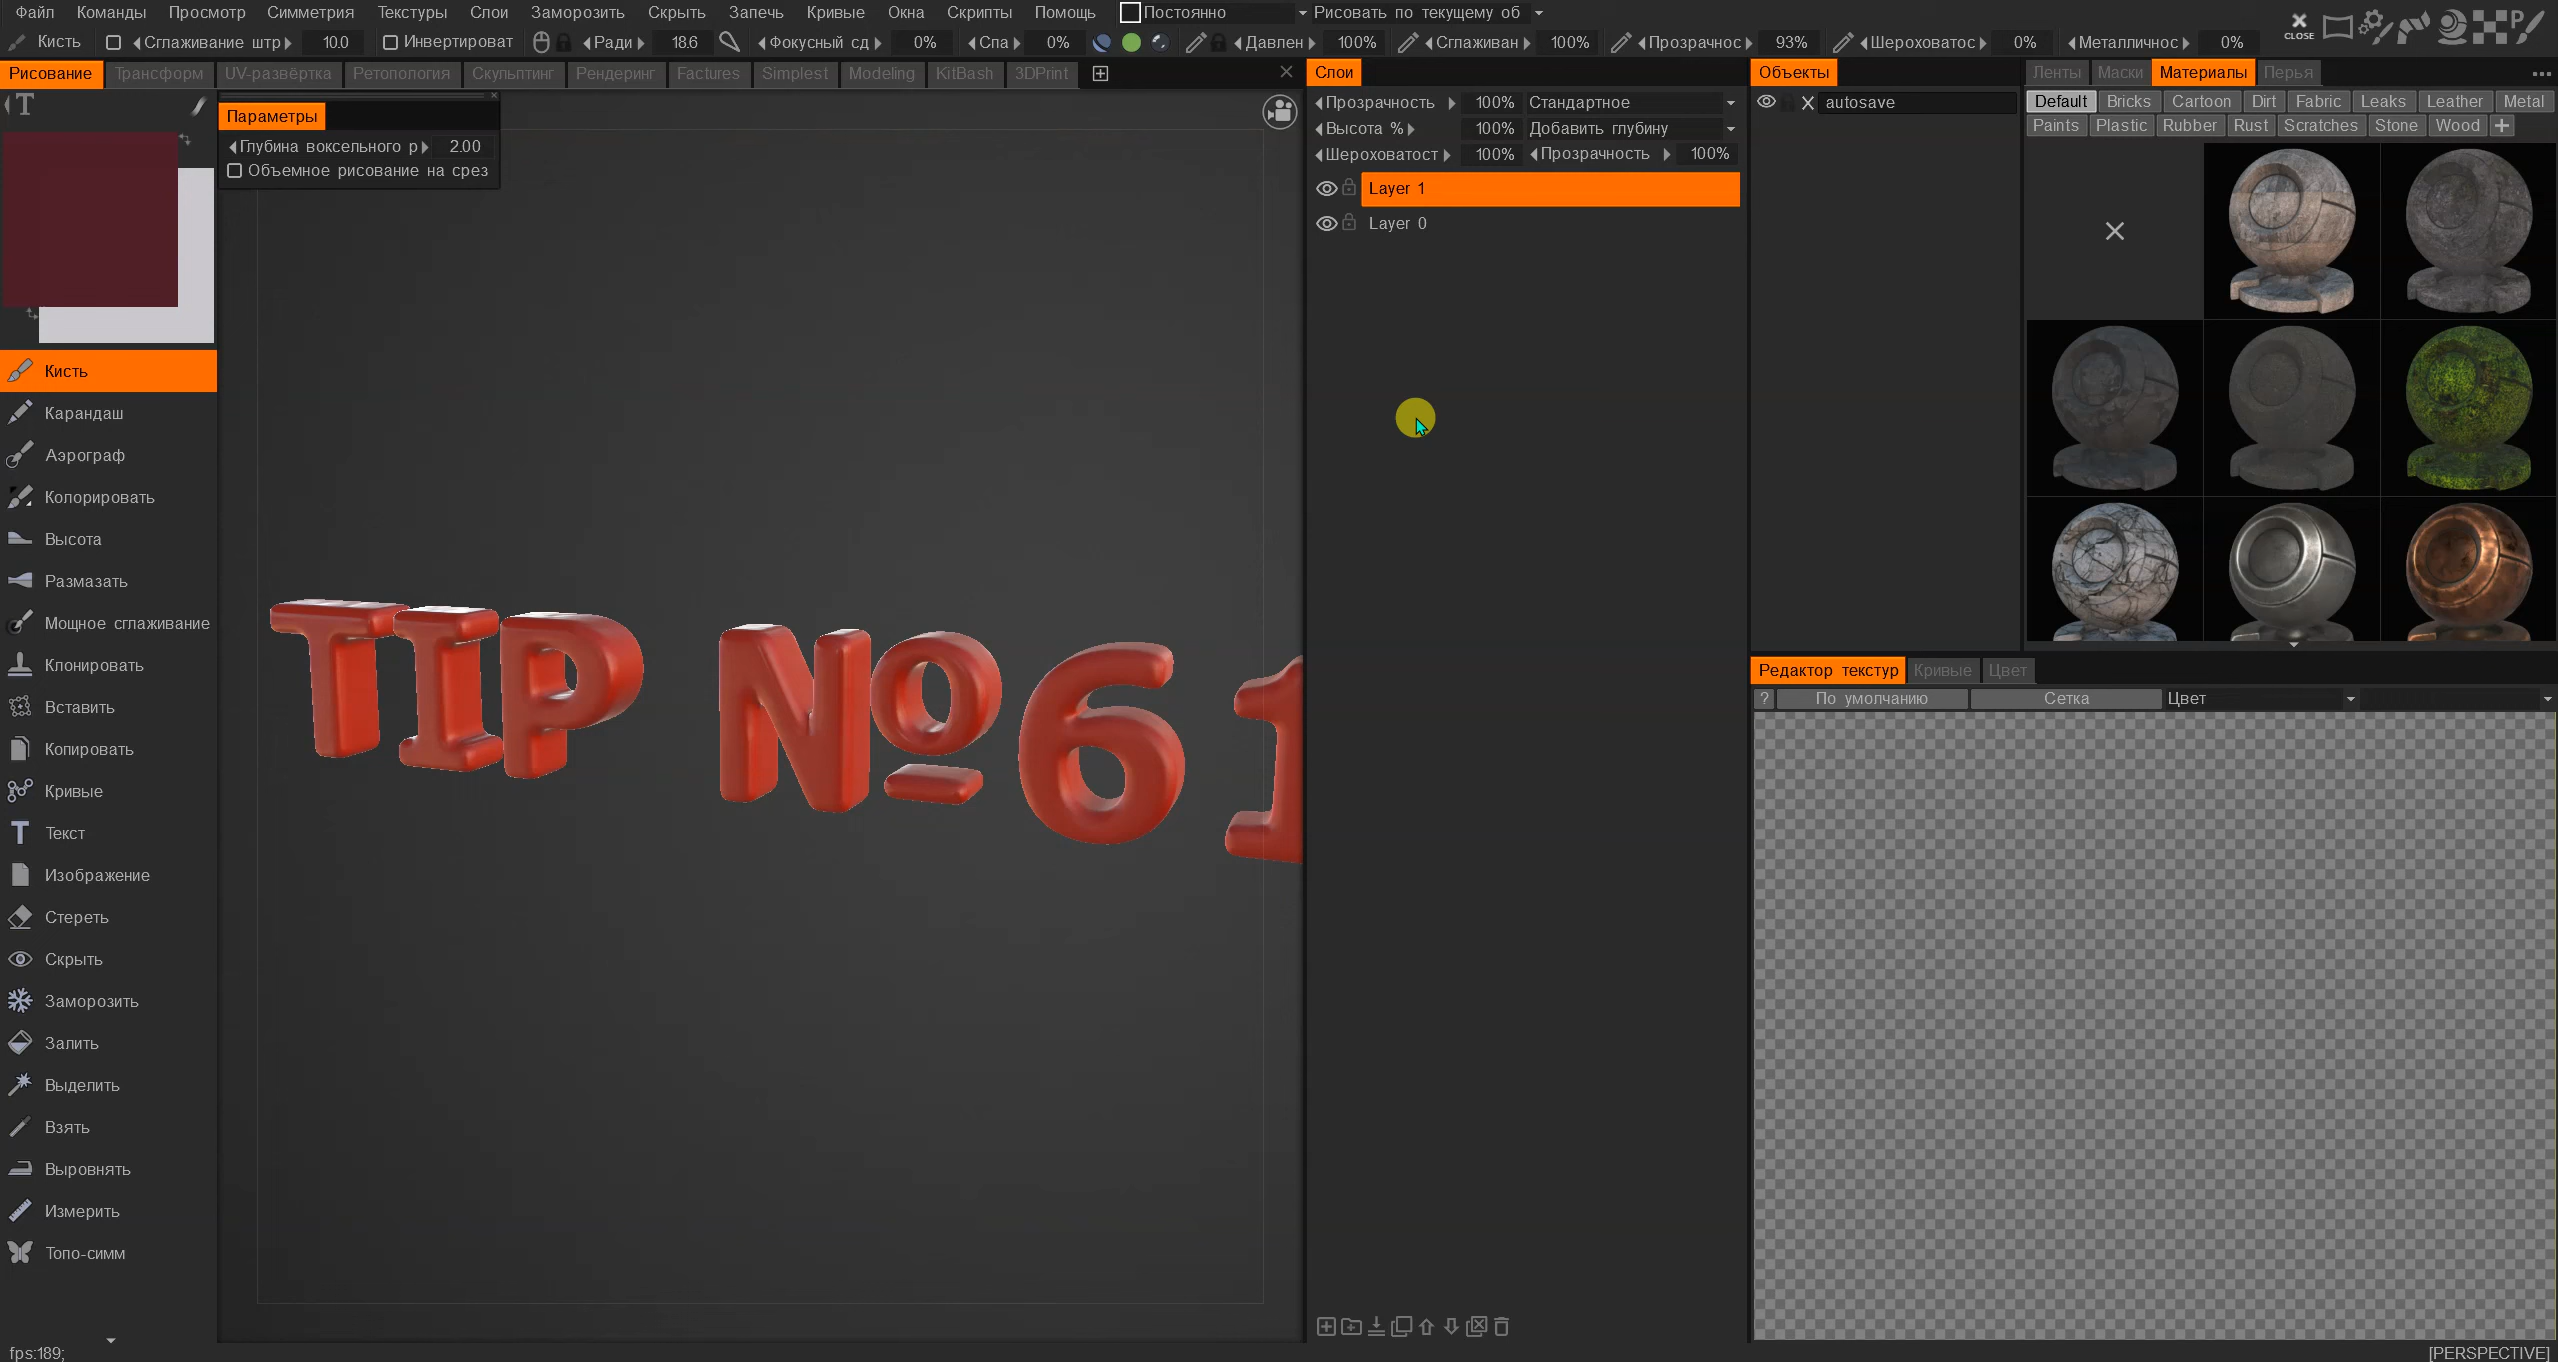 Файл Команды Просмотр Симметрия Текстуры Слои Заморозить Скрыть Запечь Кривые Окна Скрипты Помощь Постоянно Рисовать по текущему об
Кисть Сглаживание штр 10.0 Инвертироват Ради 18.6 Фокусный сд 0% Спа 0% Давлен 100% Сглаживан 100% Прозрачнос 93% Шероховатос 0% Металличнос 0% CLOSE
Рисование Трансформ UV-развёртка Ретопология Скульптинг Рендеринг Factures Simplest Modeling KitBash 3DPrint
T
Параметры
Глубина воксельного р 2.00
Объемное рисование на срез
Кисть
Карандаш
Аэрограф
Колорировать
Высота
Размазать
Мощное сглаживание
Клонировать
Вставить
Копировать
Кривые
Текст
Изображение
Стереть
Скрыть
Заморозить
Залить
Выделить
Взять
Выровнять
Измерить
Топо-симм
fps:189;
TIP №6 1
Слои
Прозрачность 100% Стандартное
Высота % 100% Добавить глубину
Шероховатост 100% Прозрачность 100%
Layer 1
Layer 0
Объекты
autosave
Ленты Маски Материалы Перья
Default Bricks Cartoon Dirt Fabric Leaks Leather Metal
Paints Plastic Rubber Rust Scratches Stone Wood
Редактор текстур Кривые Цвет
? По умолчанию Сетка Цвет
[PERSPECTIVE]